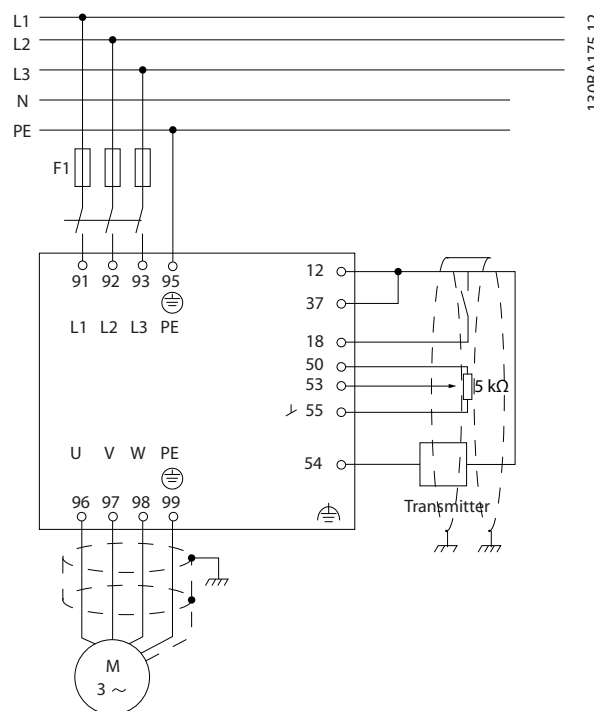 L1
L2
L3
N
PE
130BA175.12
F1
91 92 93 95
L1 L2 L3 PE
12
37
18
50
53
55
5 kΩ
54
Transmitter
U V W PE
96 97 98 99
M
3 ~